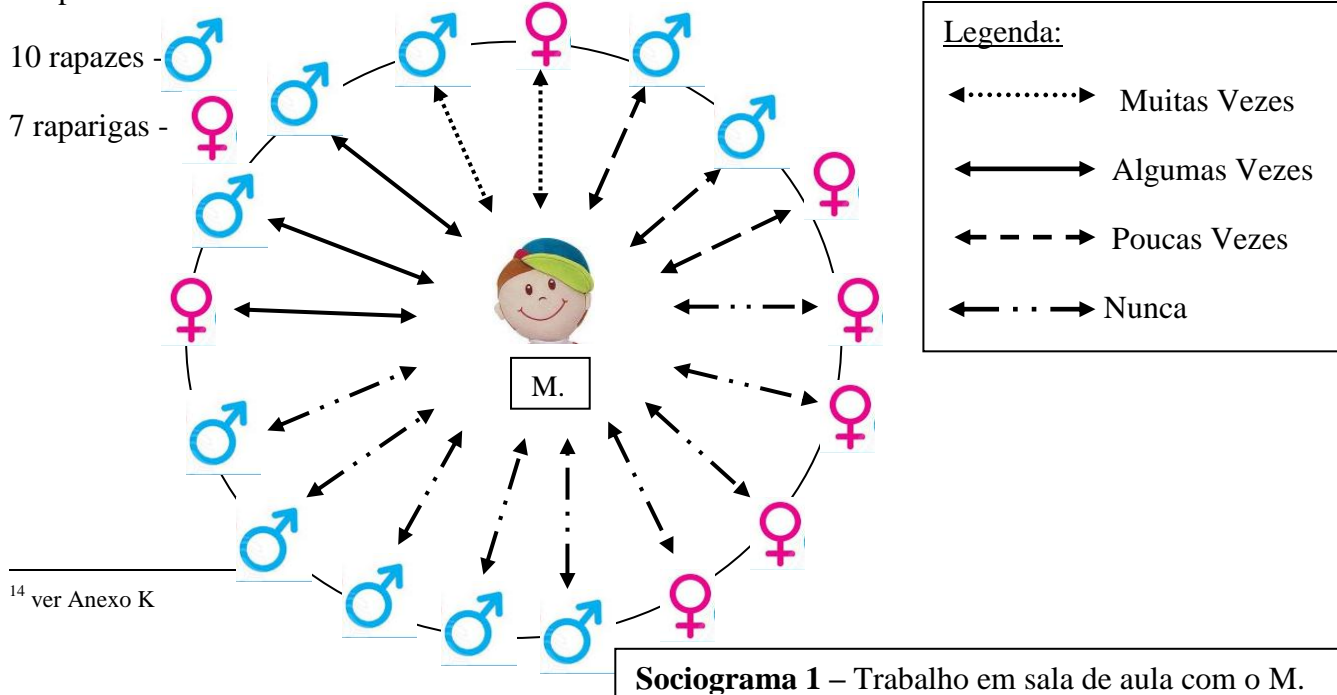 10 rapazes -
7 raparigas -
Legenda:
Muitas Vezes
Algumas Vezes
Poucas Vezes
Nunca
M.
14 ver Anexo K
Sociograma 1 – Trabalho em sala de aula com o M.